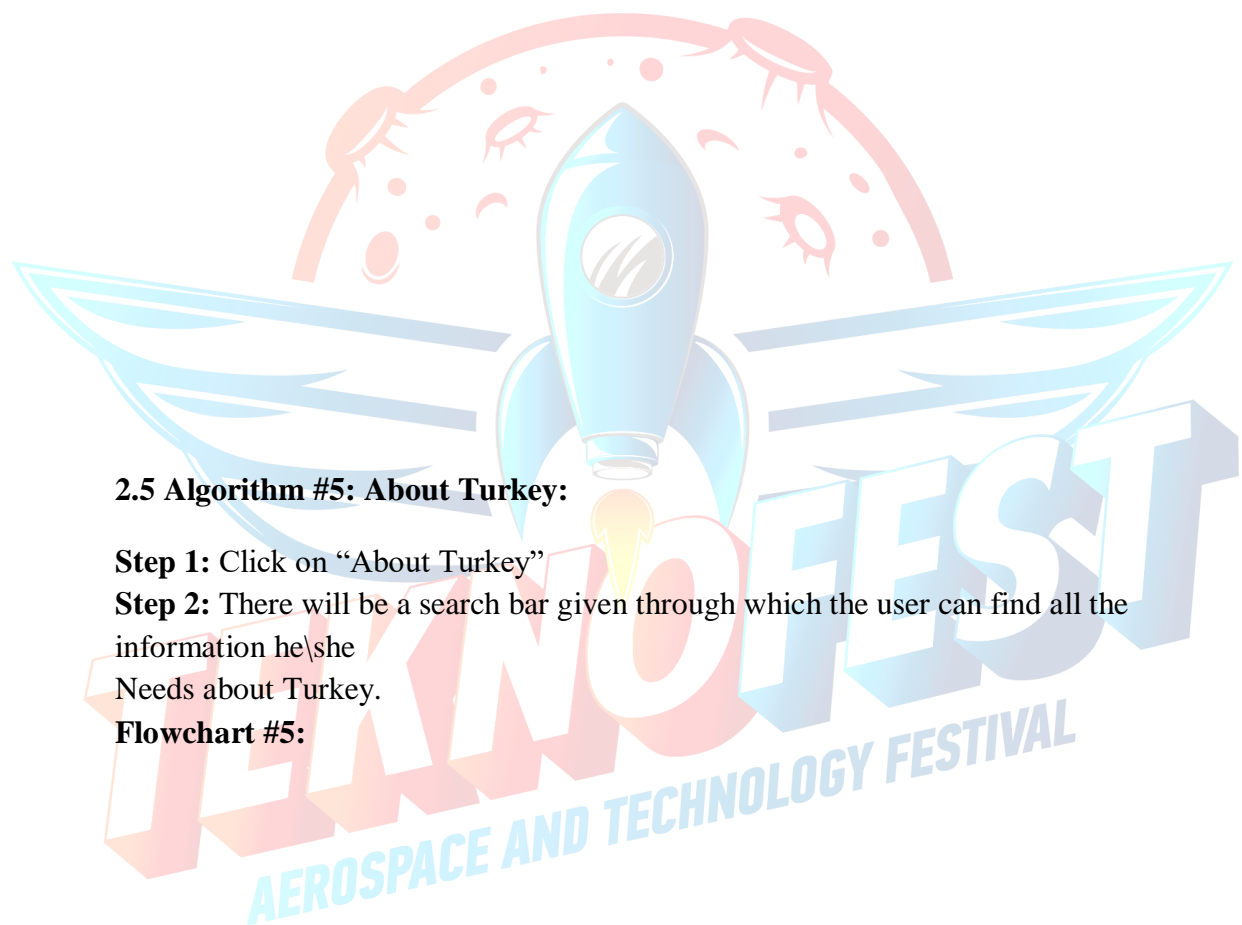 2.5 Algorithm #5: About Turkey:
Step 1: Click on “About Turkey”
Step 2: There will be a search bar given through which the user can find all the
information he\she
Needs about Turkey.
Flowchart #5:
TEKNOFEST
AEROSPACE AND TECHNOLOGY FESTIVAL